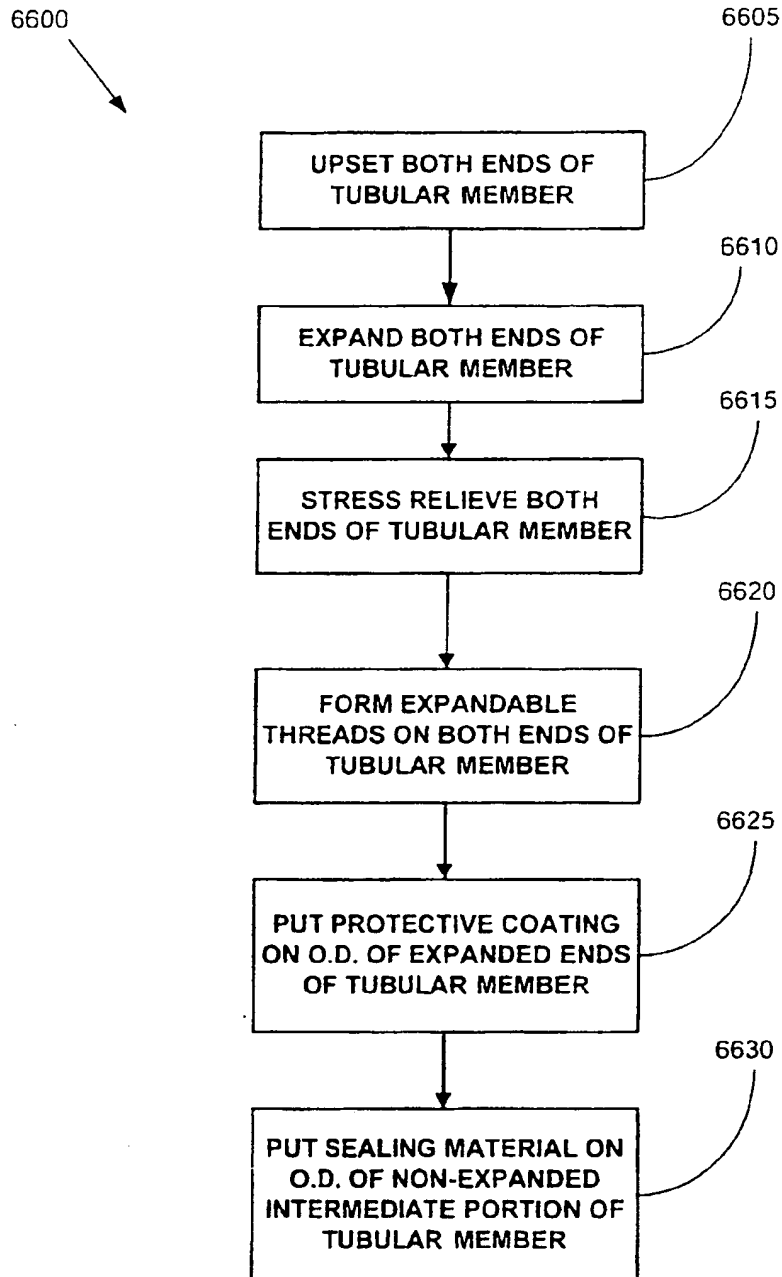 6600
6605
UPSET BOTH ENDS OF
TUBULAR MEMBER
6610
EXPAND BOTH ENDS OF
TUBULAR MEMBER
6615
STRESS RELIEVE BOTH
ENDS OF TUBULAR MEMBER
6620
FORM EXPANDABLE
THREADS ON BOTH ENDS OF
TUBULAR MEMBER
6625
PUT PROTECTIVE COATING
ON O.D. OF EXPANDED ENDS
OF TUBULAR MEMBER
6630
PUT SEALING MATERIAL ON
O.D. OF NON-EXPANDED
INTERMEDIATE PORTION OF
TUBULAR MEMBER